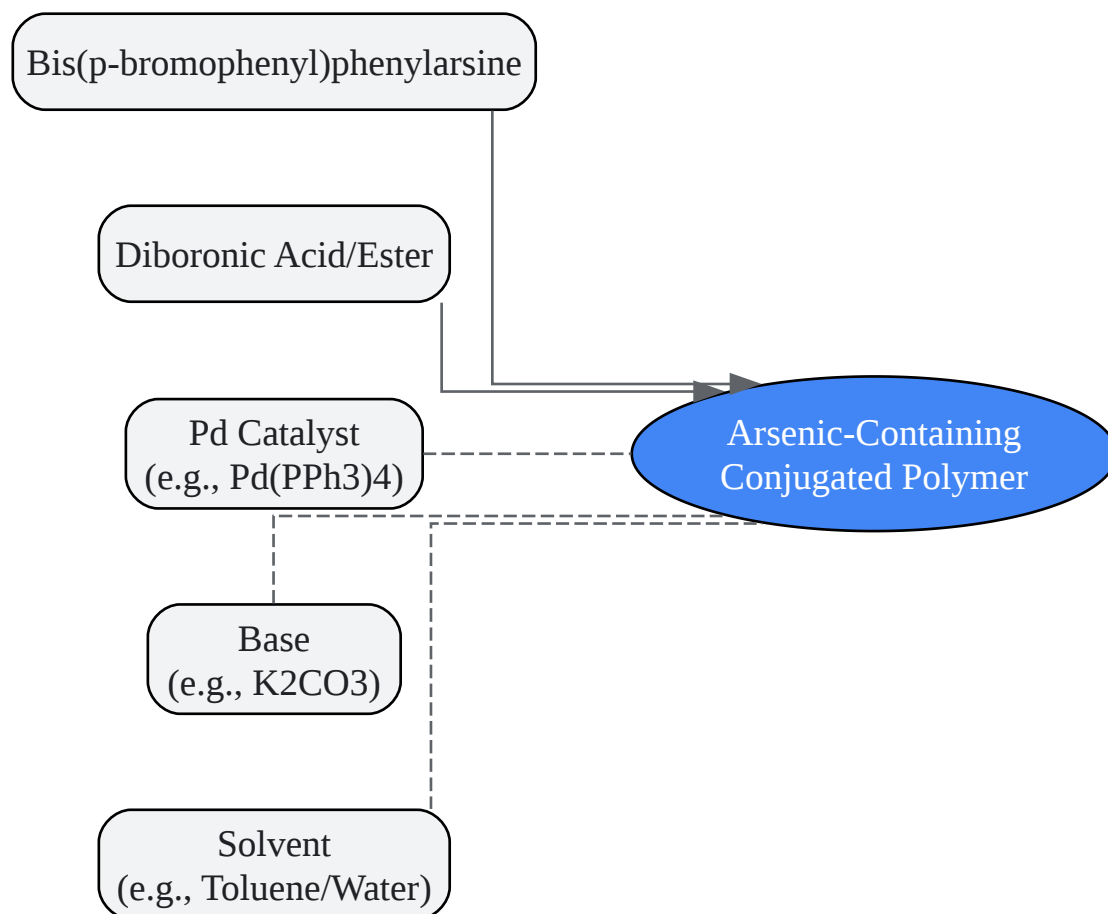 Bis(p-bromophenyl)phenylarsine
Diboronic Acid/Ester
Pd Catalyst
(e.g., Pd(PPh3)4)
Arsenic-Containing
Conjugated Polymer
Base
(e.g., K2CO3)
Solvent
(e.g., Toluene/Water)